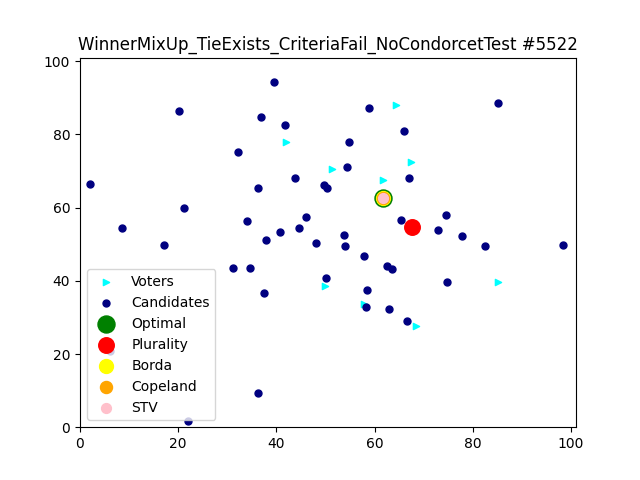 WinnerMixUp_TieExists_CriteriaFail_NoCondorcetTest #5522
100
80
60
40
20
0
Voters
Candidates
Optimal
Plurality
Borda
Copeland
STV
0 20 40 60 80 100